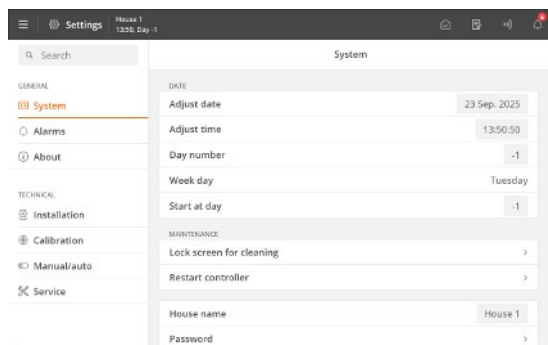 Settings
House 1
13:50, Day -1
Search
System
GENERAL
System
Alarms
About
TECHNICAL
Installation
Calibration
Manual/auto
Service
DATE
Adjust date 23 Sep. 2025
Adjust time 13:50:50
Day number -1
Week day Tuesday
Start at day -1
MAINTENANCE
Lock screen for cleaning
Restart controller
House name House 1
Password